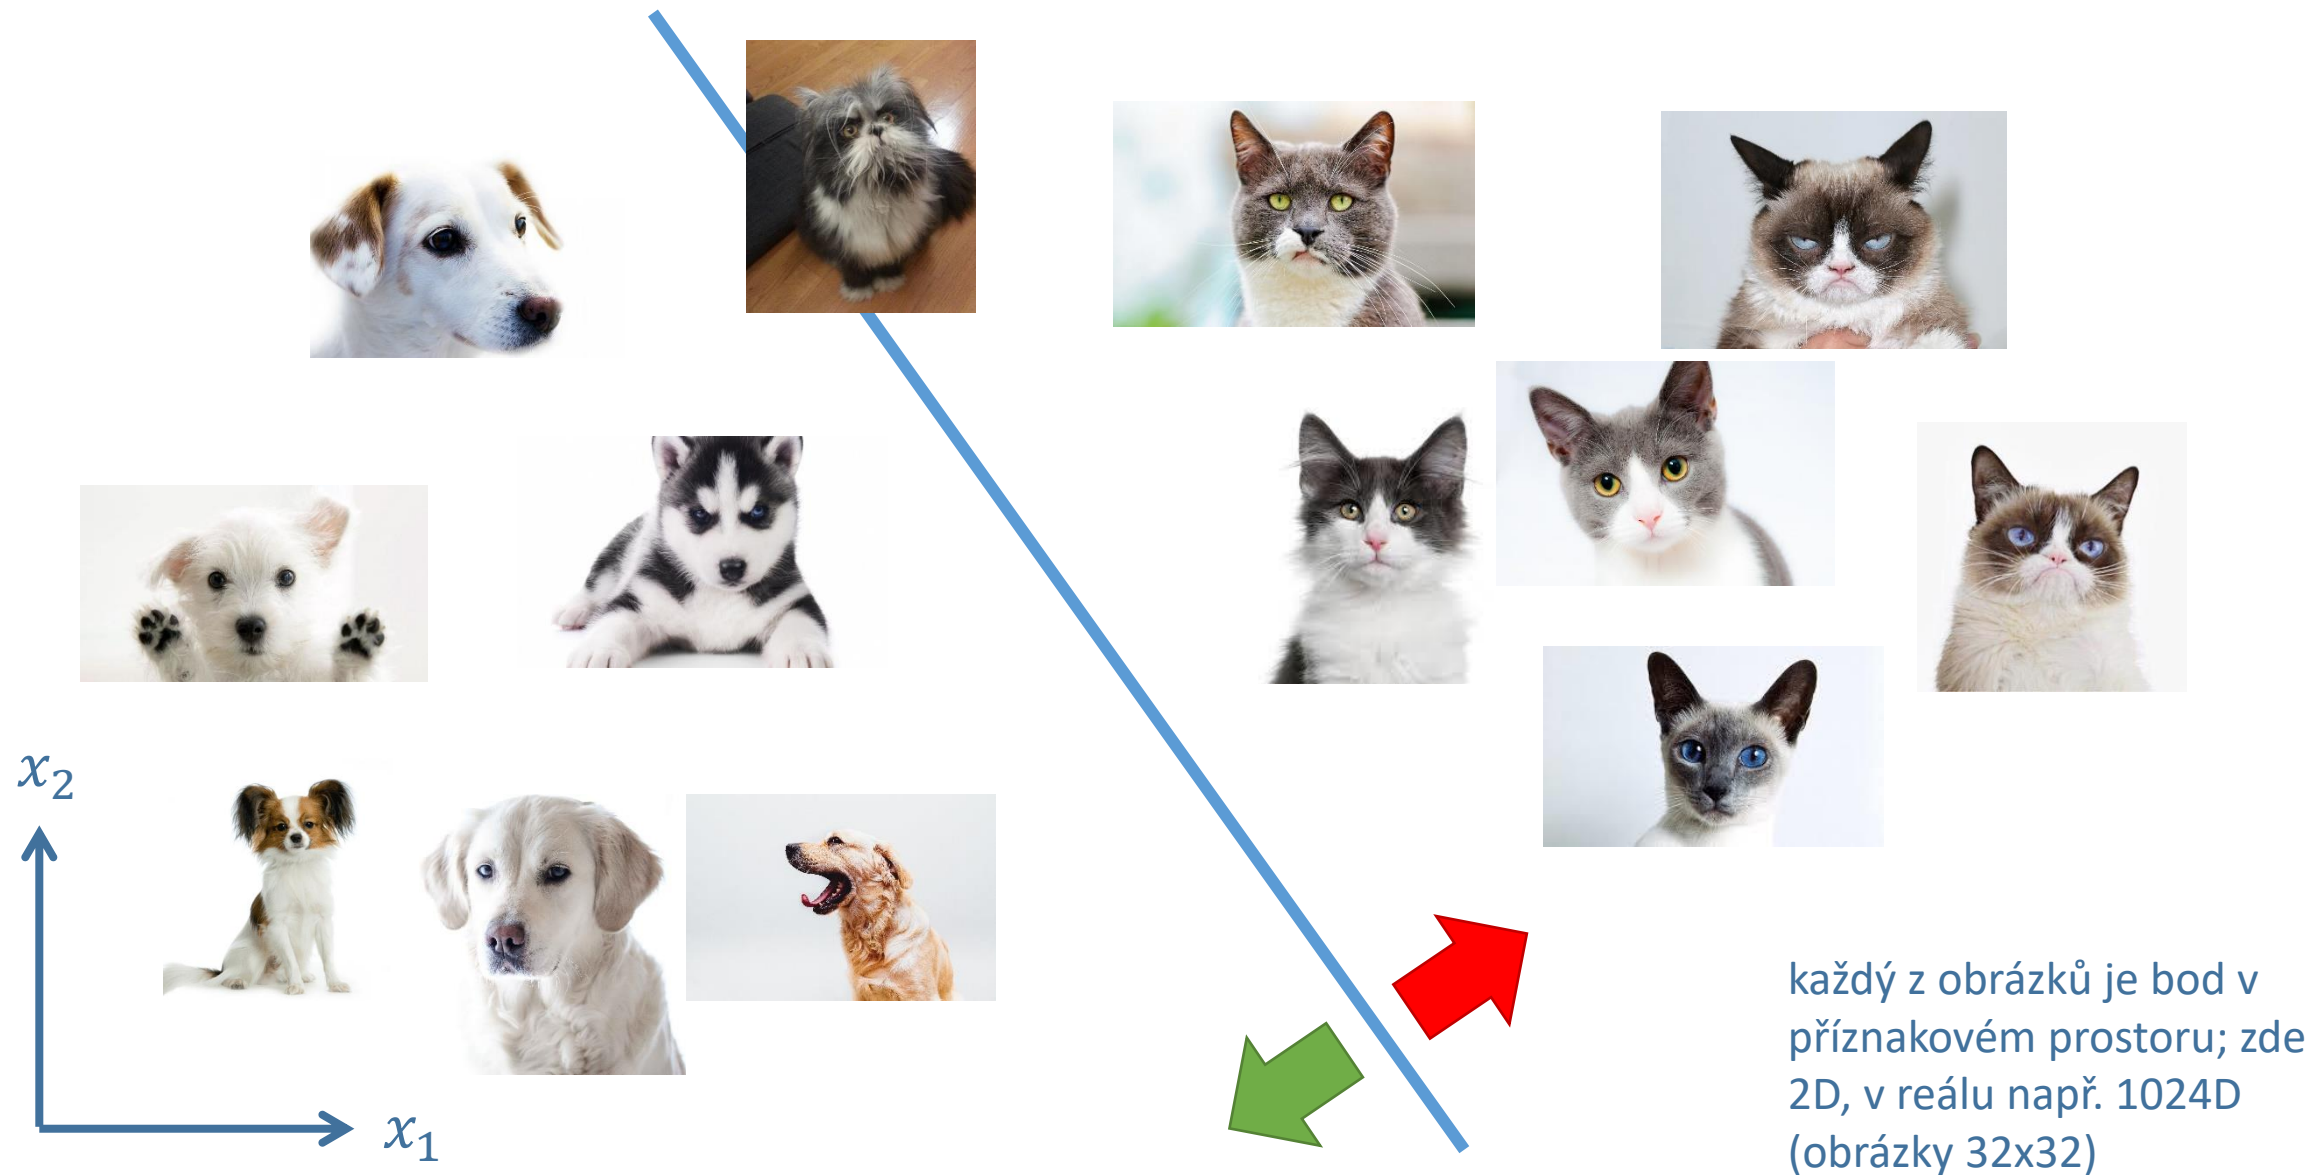 x₂
x₁
každý z obrázků je bod v
příznakovém prostoru; zde
2D, v reálu např. 1024D
(obrázky 32x32)